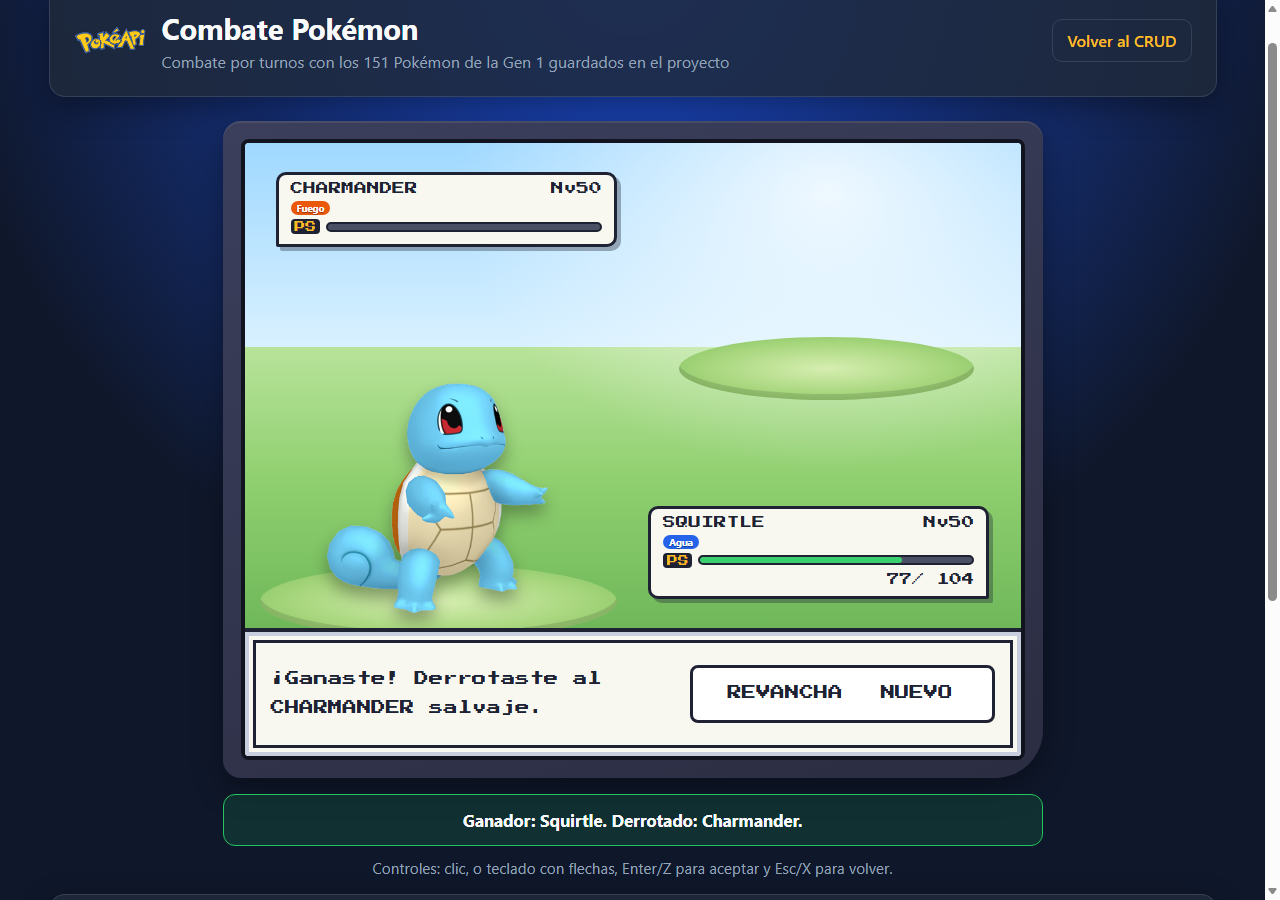 PokéApi
Combate Pokémon
Combate por turnos con los 151 Pokémon de la Gen 1 guardados en el proyecto
Volver al CRUD
CHARMANDER Nv50
Fuego
PS
SQUIRTLE Nv50
Agua
PS
77/ 104
¡Ganaste! Derrotaste al
CHARMANDER salvaje.
REVANCHA NUEVO
Ganador: Squirtle. Derrotado: Charmander.
Controles: clic, o teclado con flechas, Enter/Z para aceptar y Esc/X para volver.